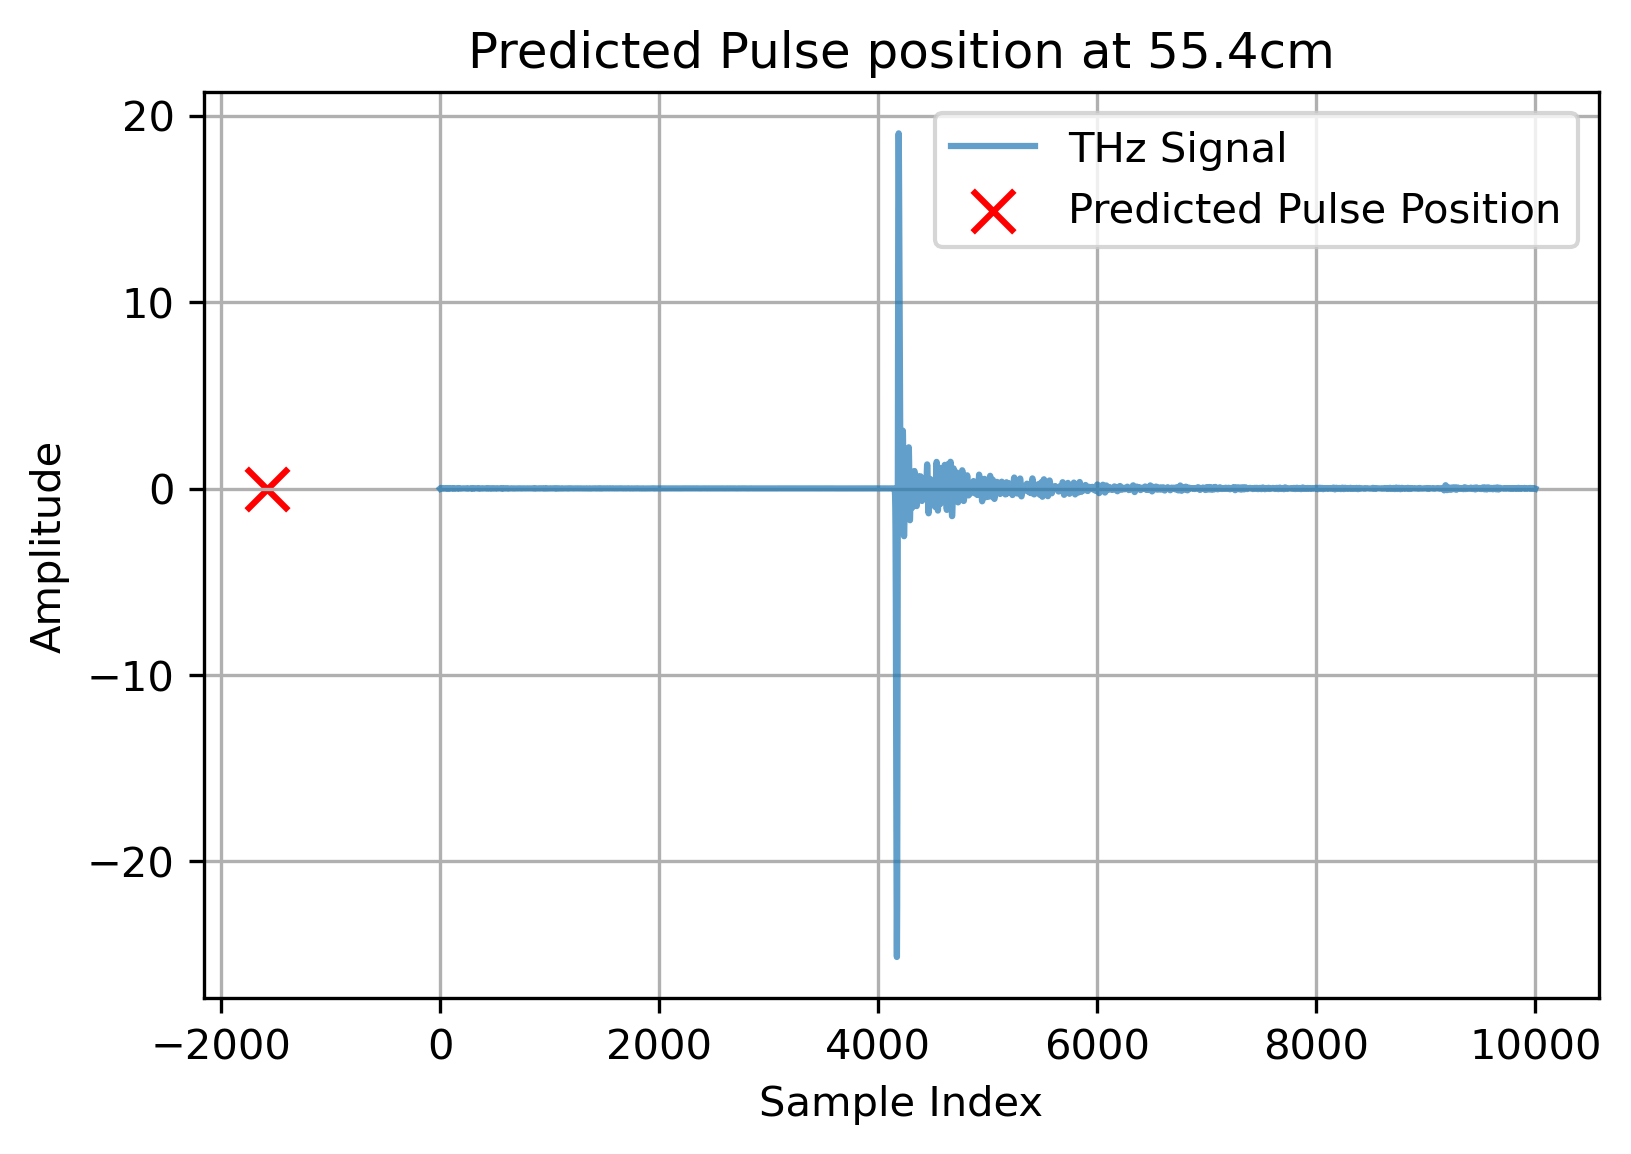 Predicted Pulse position at 55.4cm
THz Signal
Predicted Pulse Position
20
10
0
−10
−20
Amplitude
−2000 0 2000 4000 6000 8000 10000
Sample Index